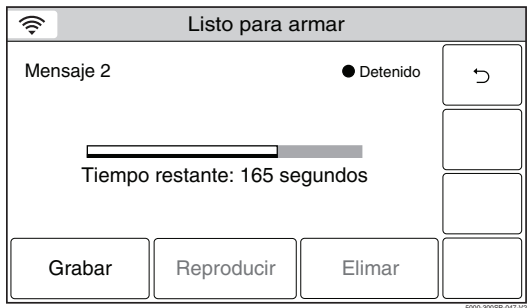 Listo para armar
Mensaje 2
Detenido
Tiempo restante: 165 segundos
Grabar
Reproducir
Elimar